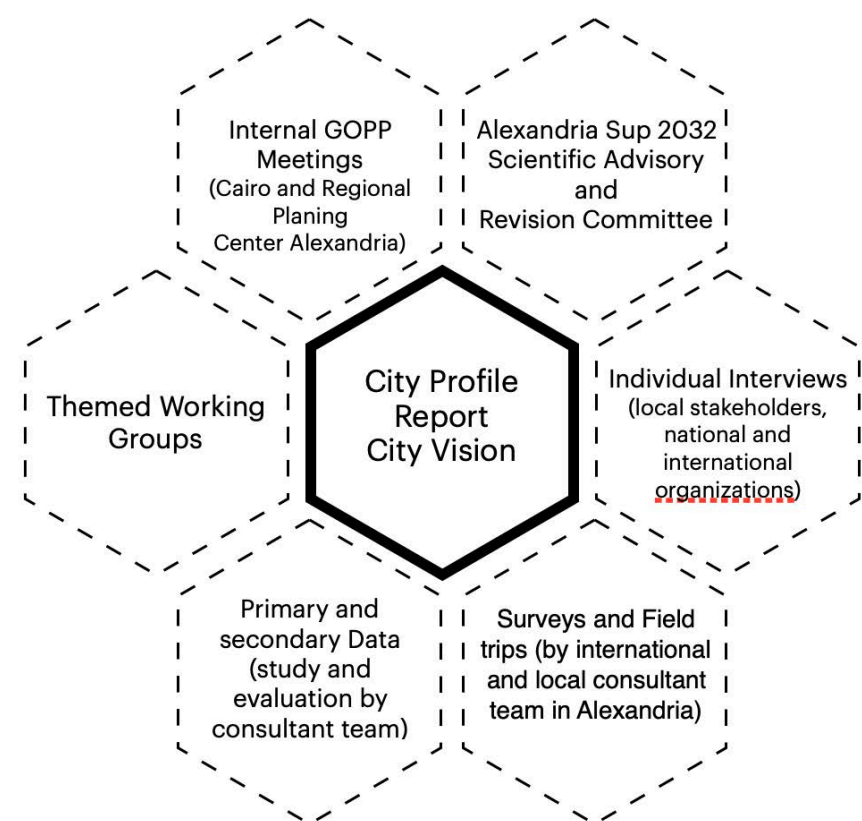 Internal GOPP
Meetings
(Cairo and Regional
Planing
Center Alexandria)
Alexandria Sup 2032
Scientific Advisory
and
Revision Committee
Themed Working
Groups
City Profile
Report
City Vision
Individual Interviews
(local stakeholders,
national and
international
organizations)
Primary and
secondary Data
(study and
evaluation by
consultant team)
Surveys and Field
trips (by international
and local consultant
team in Alexandria)